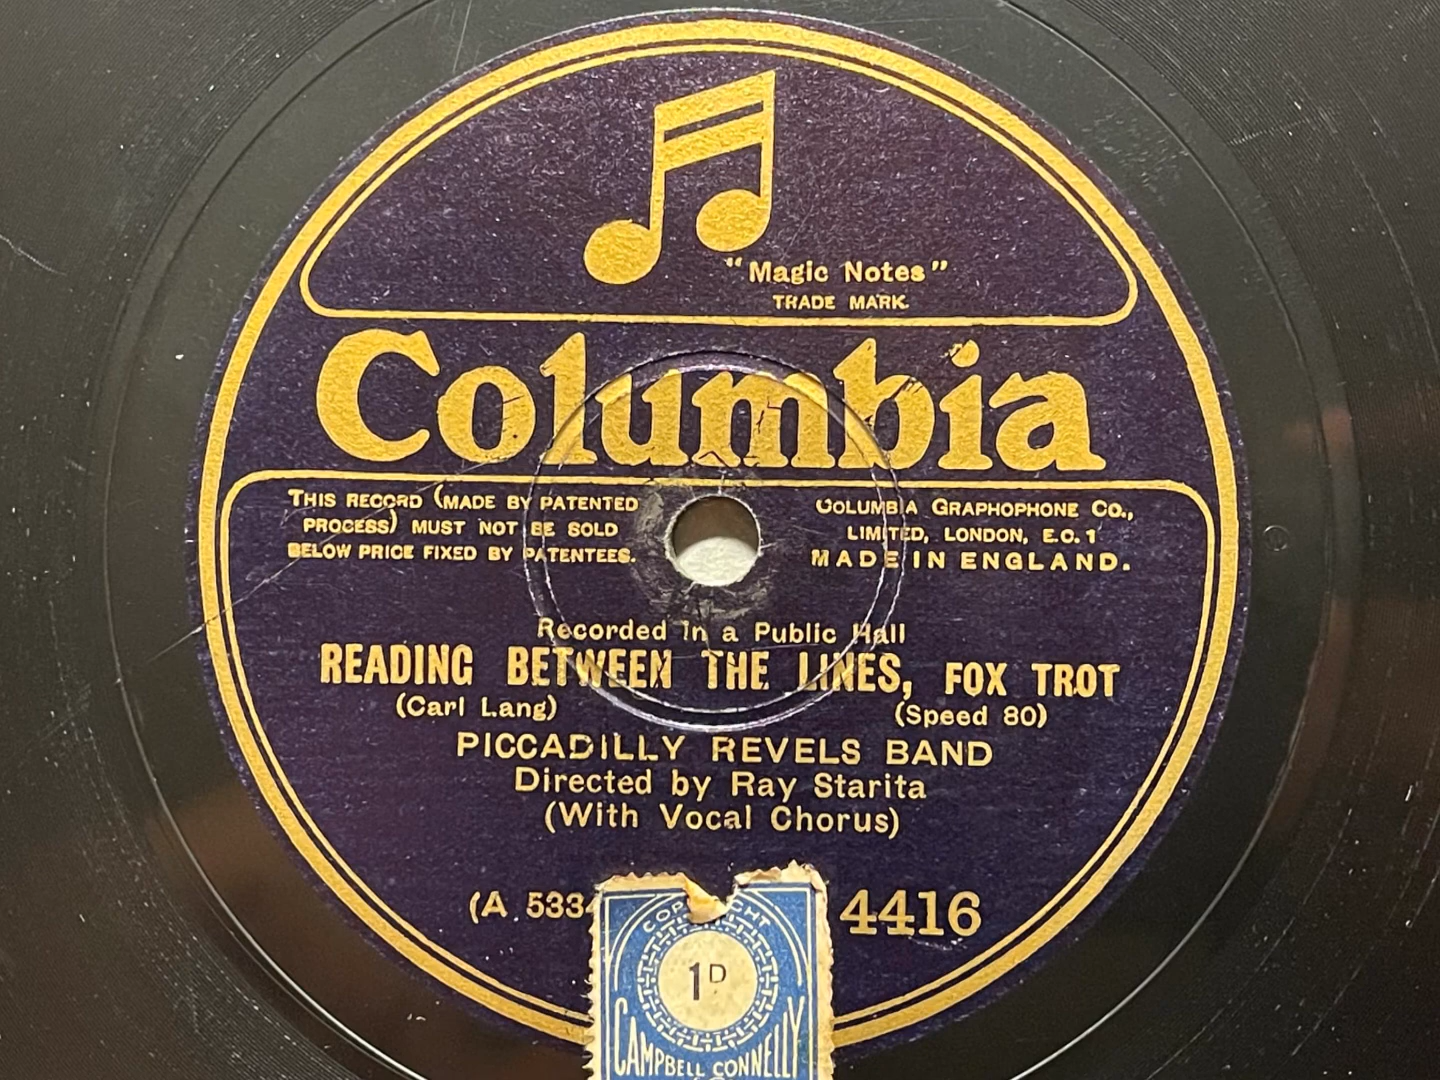 "Magic Notes"
TRADE MARK.
Columbia
THIS RECORD (MADE BY PATENTED
PROCESS) MUST NOT BE SOLD
BELOW PRICE FIXED BY PATENTEES.
COLUMBIA GRAPHOPHONE CO.,
LIMITED, LONDON, E.C.1
MADE IN ENGLAND.
Recorded in a Public Hall
READING BETWEEN THE LINES, FOX TROT
(Carl Lang) (Speed 80)
PICCADILLY REVELS BAND
Directed by Ray Starita
(With Vocal Chorus)
(A 5334 4416
1D
CAMPBELL CONNELLY